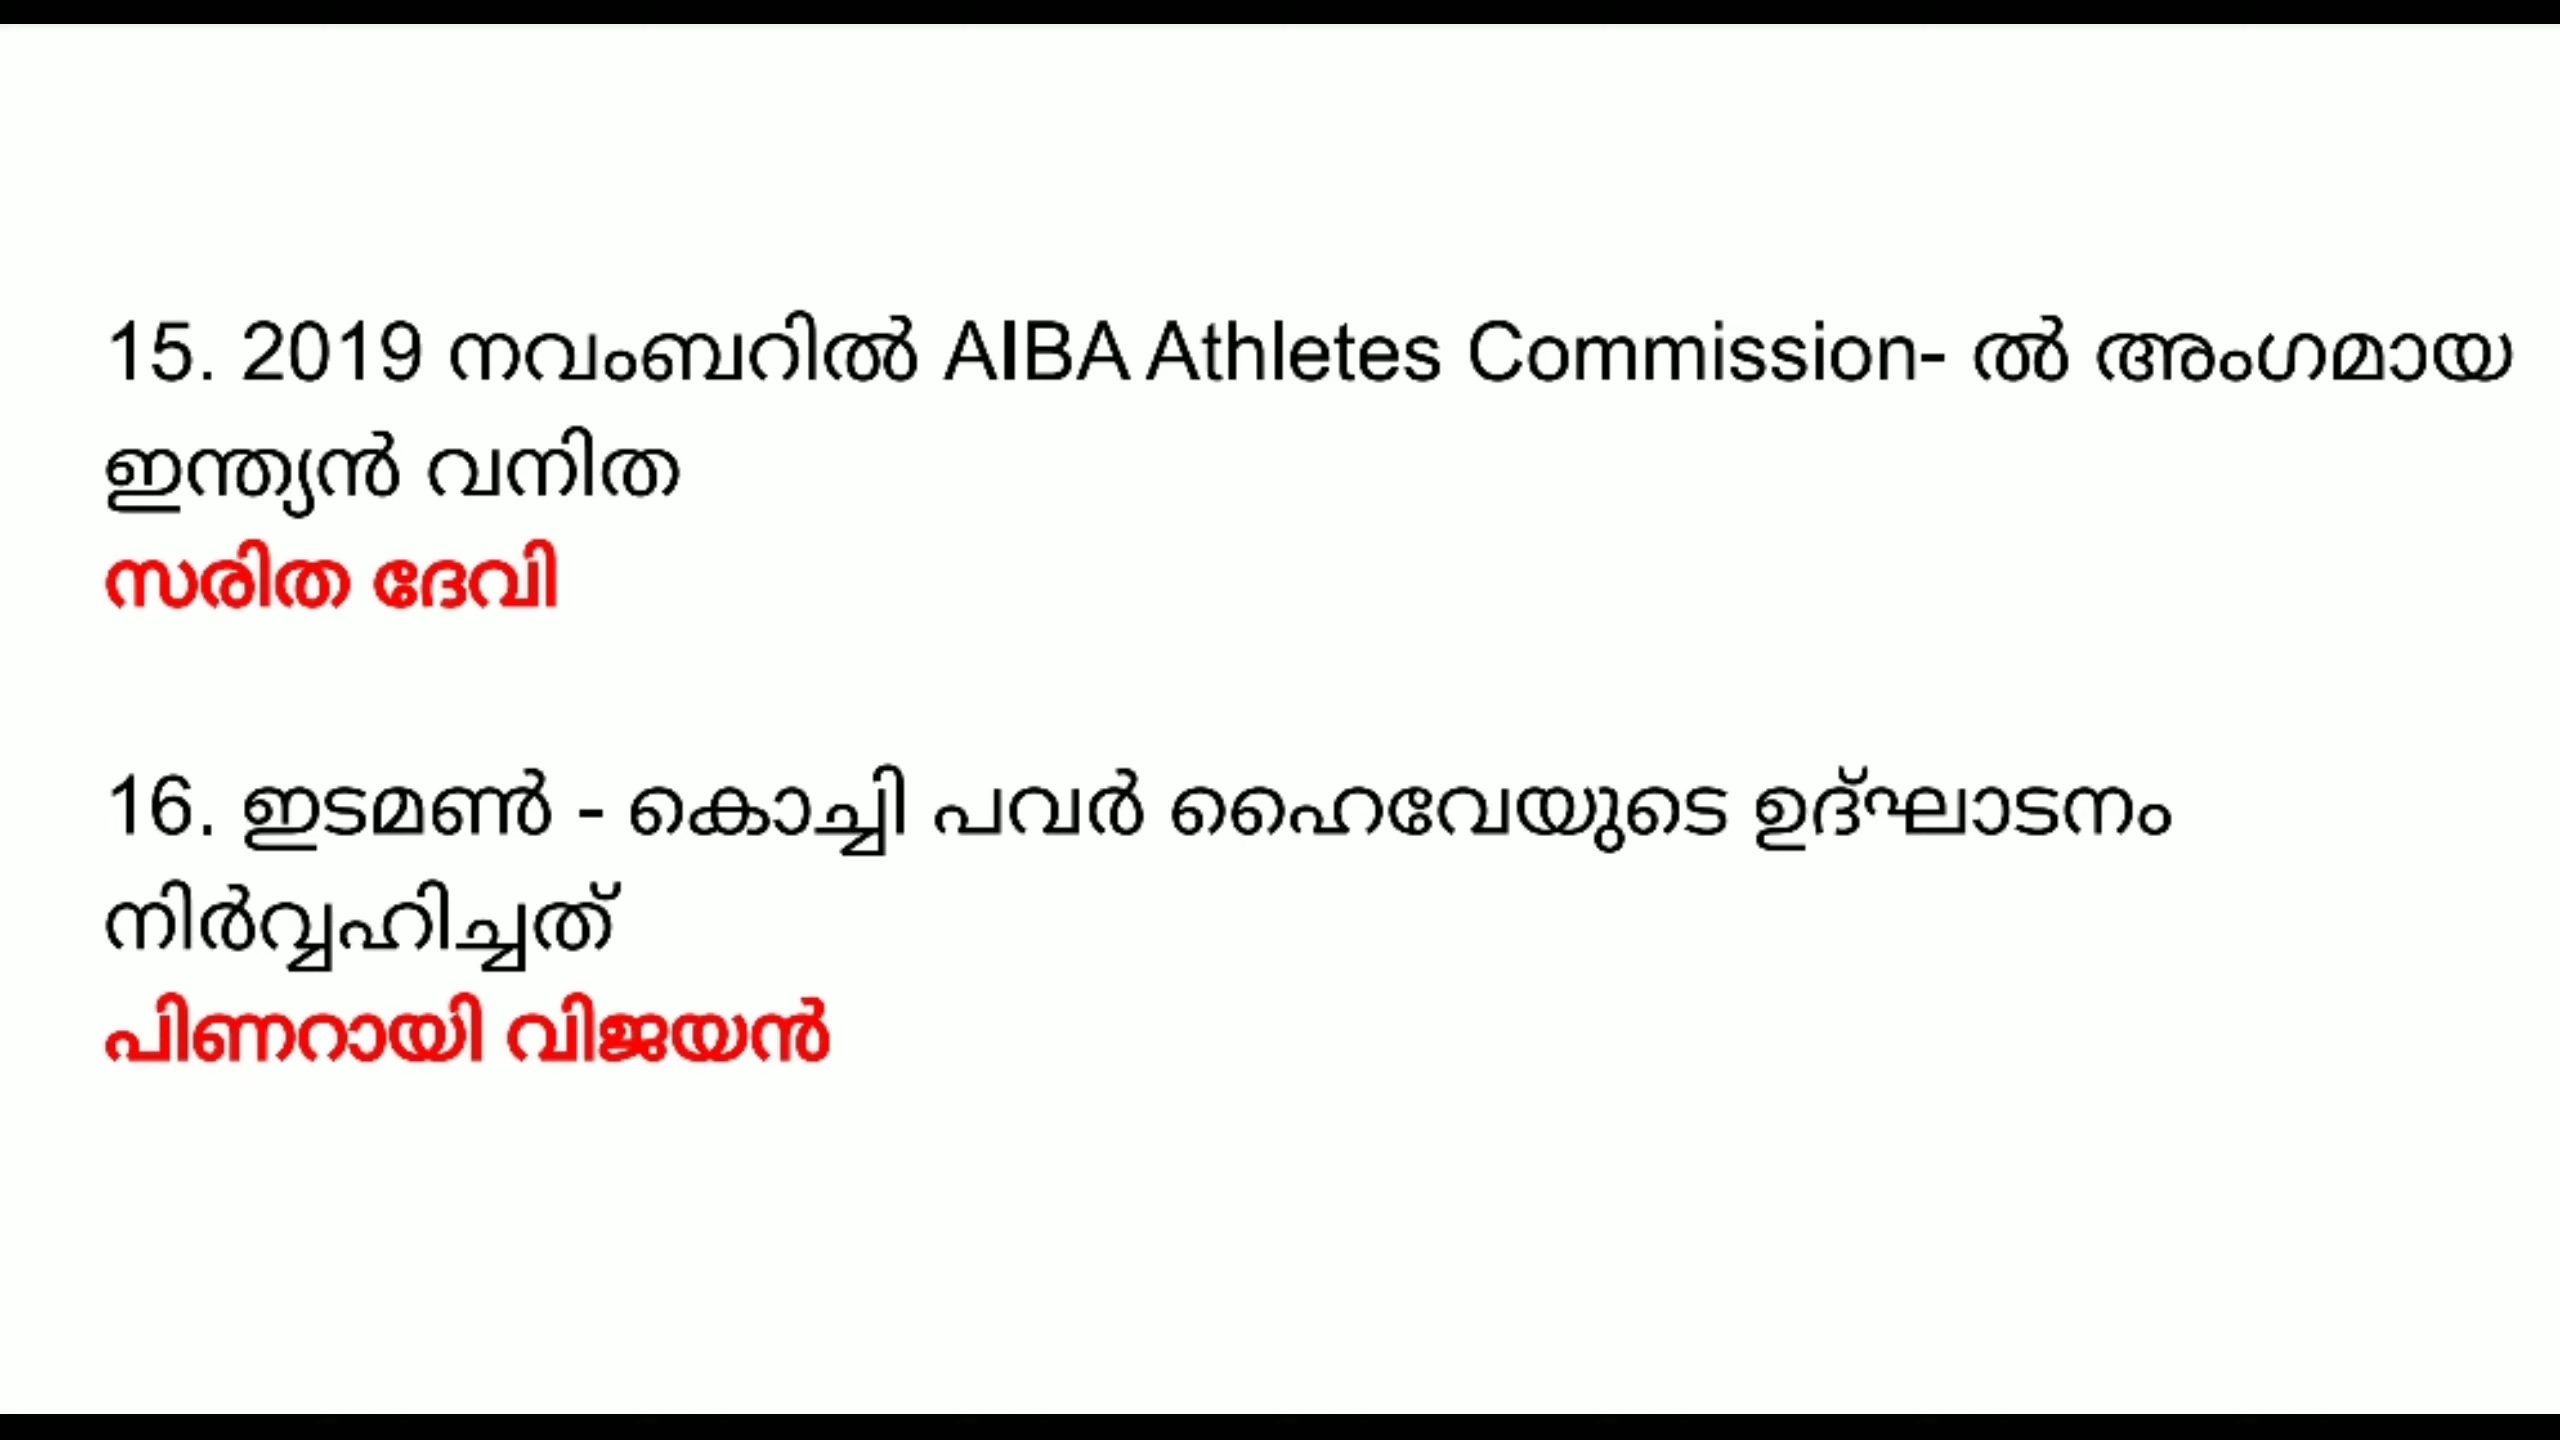 15. 2019 നവംബറിൽ AIBA Athletes Commission- ൽ അംഗമായ
ഇന്ത്യൻ വനിത
സരിത ദേവി
16. ഇടമൺ - കൊച്ചി പവർ ഹൈവേയുടെ ഉദ്ഘാടനം
നിർവ്വഹിച്ചത്
പിണറായി വിജയൻ